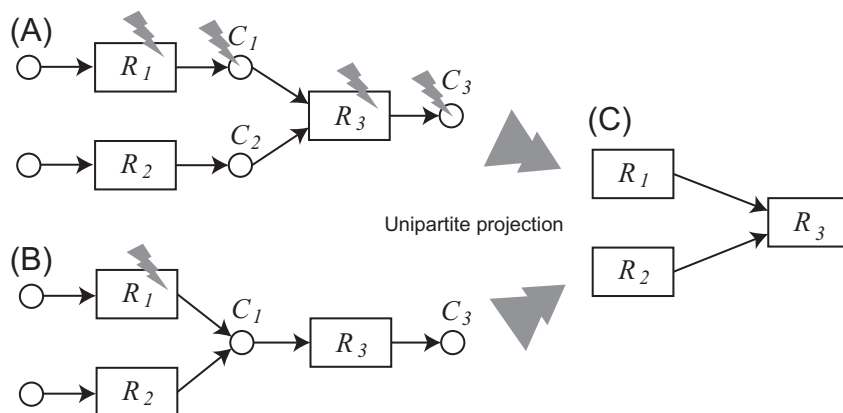 (A)
R1
C1
R3
C3
R2
C2
(B)
R1
C1
R3
C3
R2
Unipartite projection
(C)
R1
R3
R2